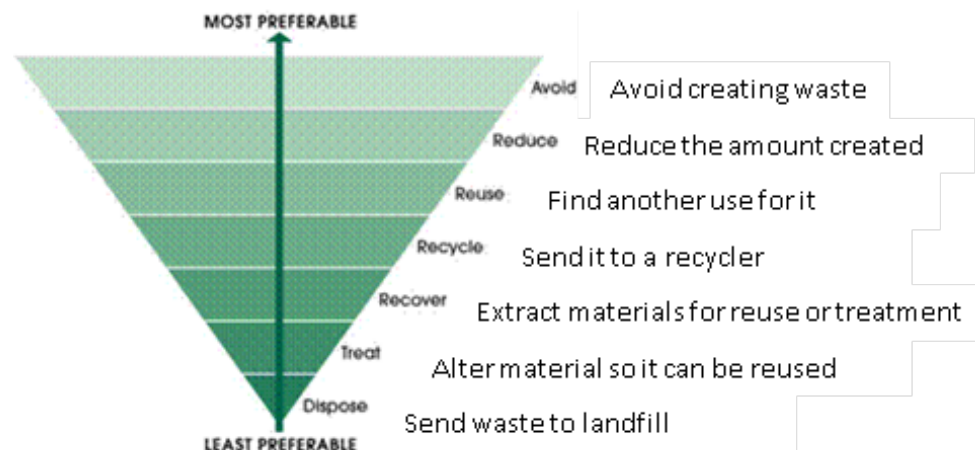 MOST PREFERABLE
Avoid
Avoid creating waste
Reduce
Reduce the amount created
Reuse
Find another use for it
Recycle
Send it to a recycler
Recover
Extract materials for reuse or treatment
Treat
Alter material so it can be reused
Dispose
Send waste to landfill
LEAST PREFERABLE